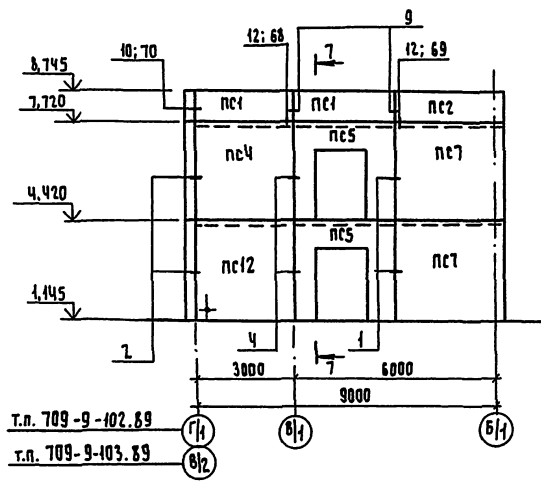 9
10; 70
12; 68
7
12; 69
8,745
7,720
пс1
пс1
пс2
пс5
пс4
пс7
4,420
пс5
пс12
пс7
1,145
2
4
1
7
3000
6000
9000
т.п. 709-9-102.89
Г/1
В/1
Б/1
т.п. 709-9-103.89
В/2